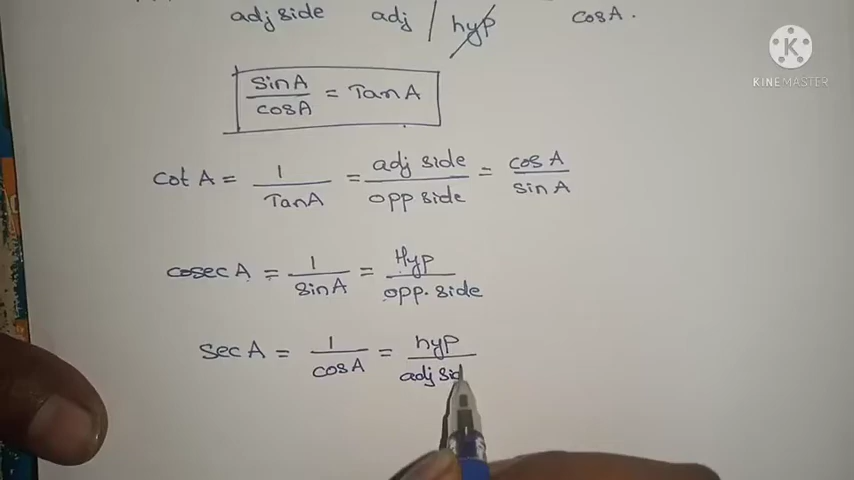 adj side adj / hyp cosA.
K
KINEMASTER
sinA / cosA = TanA
cot A = 1 / TanA = adj side / opp side = cos A / sin A
cosec A = 1 / sinA = Hyp / opp. side
sec A = 1 / cosA = hyp / adj sid